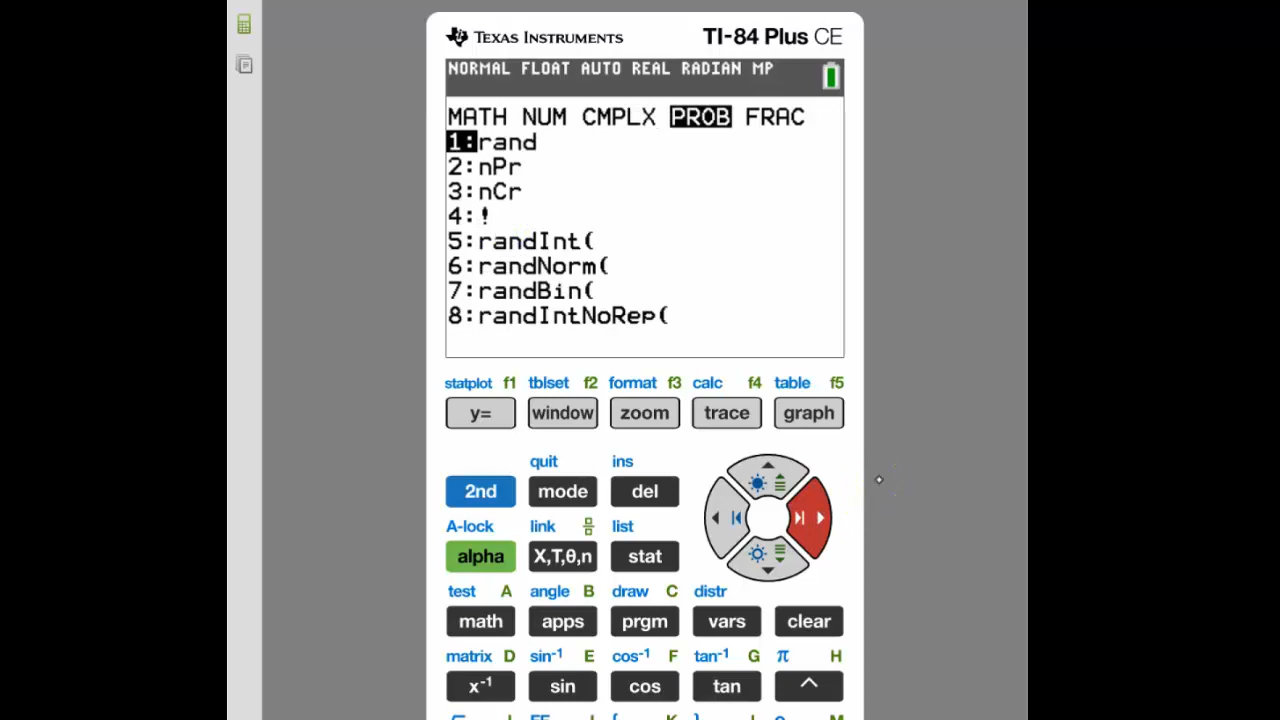 TEXAS INSTRUMENTS TI-84 Plus CE
NORMAL FLOAT AUTO REAL RADIAN MP
MATH NUM CMPLX PROB FRAC
1:rand
2:nPr
3:nCr
4:!
5:randInt(
6:randNorm(
7:randBin(
8:randIntNoRep(
statplot f1 tblset f2 format f3 calc f4 table f5
y= window zoom trace graph
quit ins
2nd mode del
A-lock link list
alpha X,T,θ,n stat
test A angle B draw C distr
math apps prgm vars clear
matrix D sin⁻¹ E cos⁻¹ F tan⁻¹ G π H
x⁻¹ sin cos tan ^